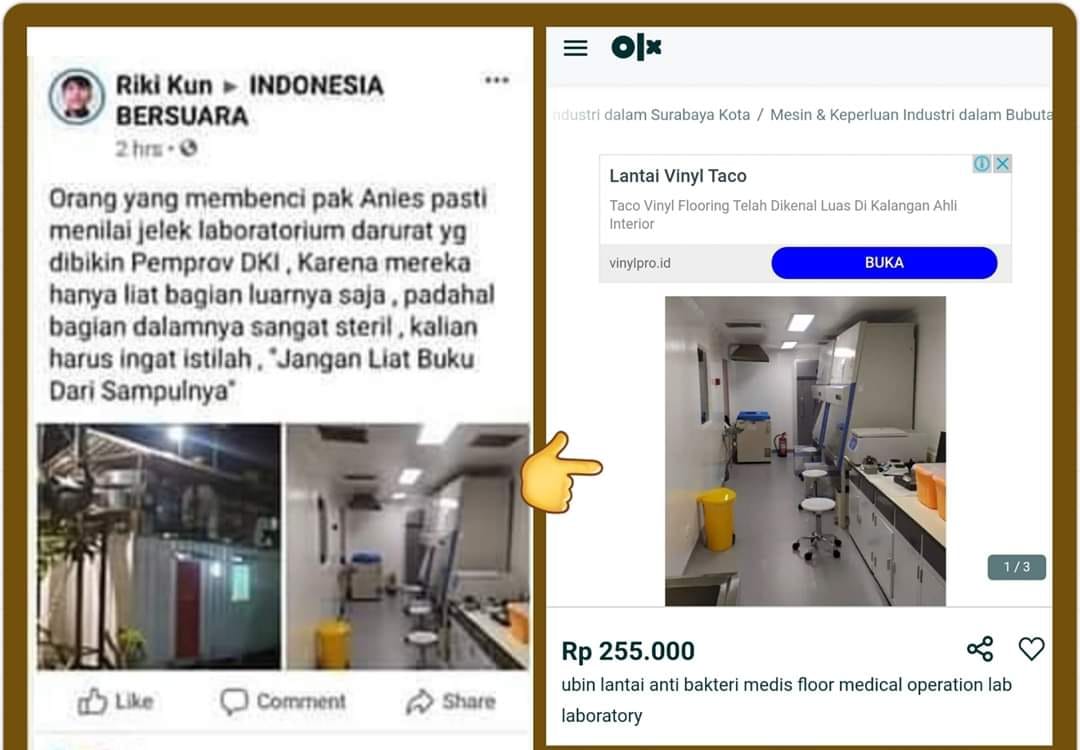 Riki Kun ► INDONESIA
BERSUARA
2 hrs ·
Orang yang membenci pak Anies pasti
menilai jelek laboratorium darurat yg
dibikin Pemprov DKI , Karena mereka
hanya liat bagian luarnya saja , padahal
bagian dalamnya sangat steril , kalian
harus ingat istilah , "Jangan Liat Buku
Dari Sampulnya"
Like Comment Share
olx
ndustri dalam Surabaya Kota / Mesin & Keperluan Industri dalam Bubuta
Lantai Vinyl Taco
Taco Vinyl Flooring Telah Dikenal Luas Di Kalangan Ahli
Interior
vinylpro.id
BUKA
1 / 3
Rp 255.000
ubin lantai anti bakteri medis floor medical operation lab
laboratory